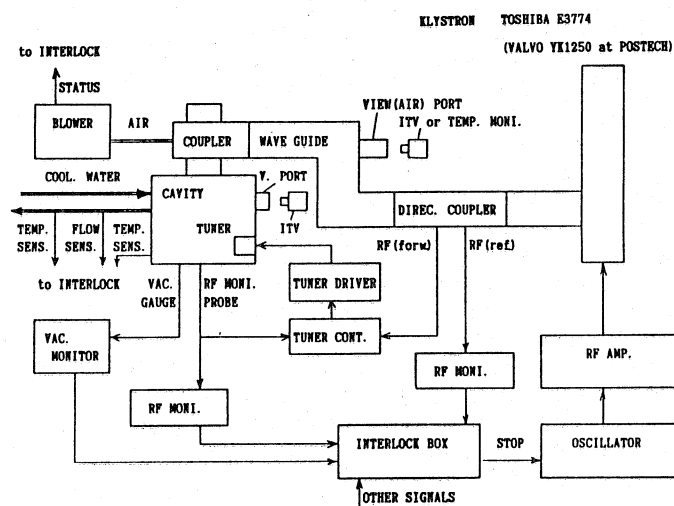 KLYSTRON TOSHIBA E3774
(VALVO YK1250 at POSTECH)
to INTERLOCK
STATUS
BLOWER
AIR
COUPLER
WAVE GUIDE
VIEW(AIR) PORT
ITV or TEMP. MONI.
COOL. WATER
CAVITY
V. PORT
TUNER
ITV
DIREC. COUPLER
TEMP. SENS.
FLOW SENS.
TEMP. SENS.
to INTERLOCK
VAC. GAUGE
RF MONI. PROBE
RF(forw)
RF(ref)
TUNER DRIVER
TUNER CONT.
VAC. MONITOR
RF MONI.
RF MONI.
RF AMP.
INTERLOCK BOX
STOP
OSCILLATOR
OTHER SIGNALS